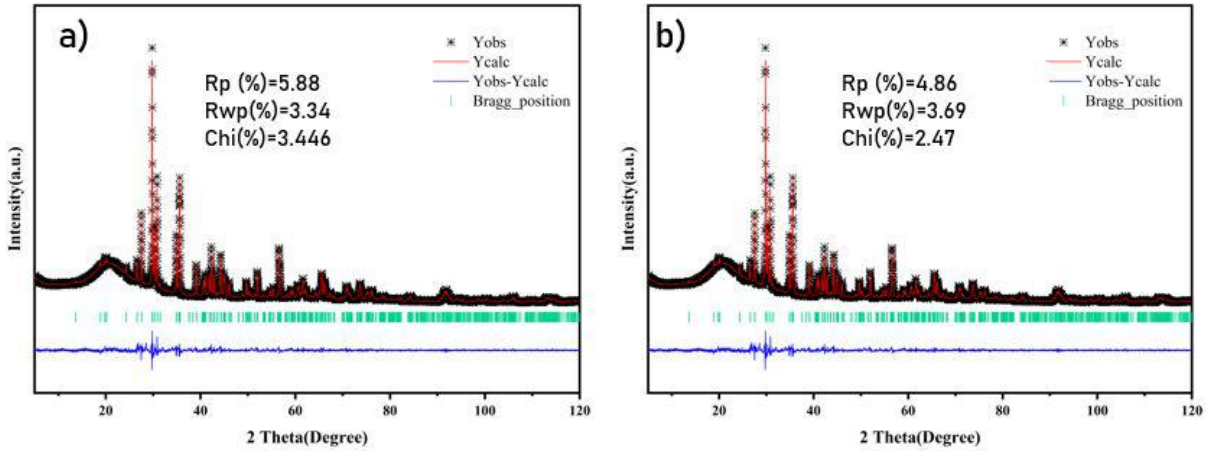 a)
Yobs
Ycalc
Yobs-Ycalc
Bragg_position
Rp (%)=5.88
Rwp(%)=3.34
Chi(%)=3.446
Intensity(a.u.)
20 40 60 80 100 120
2 Theta(Degree)
b)
Yobs
Ycalc
Yobs-Ycalc
Bragg_position
Rp (%)=4.86
Rwp(%)=3.69
Chi(%)=2.47
Intensity(a.u.)
20 40 60 80 100 120
2 Theta(Degree)